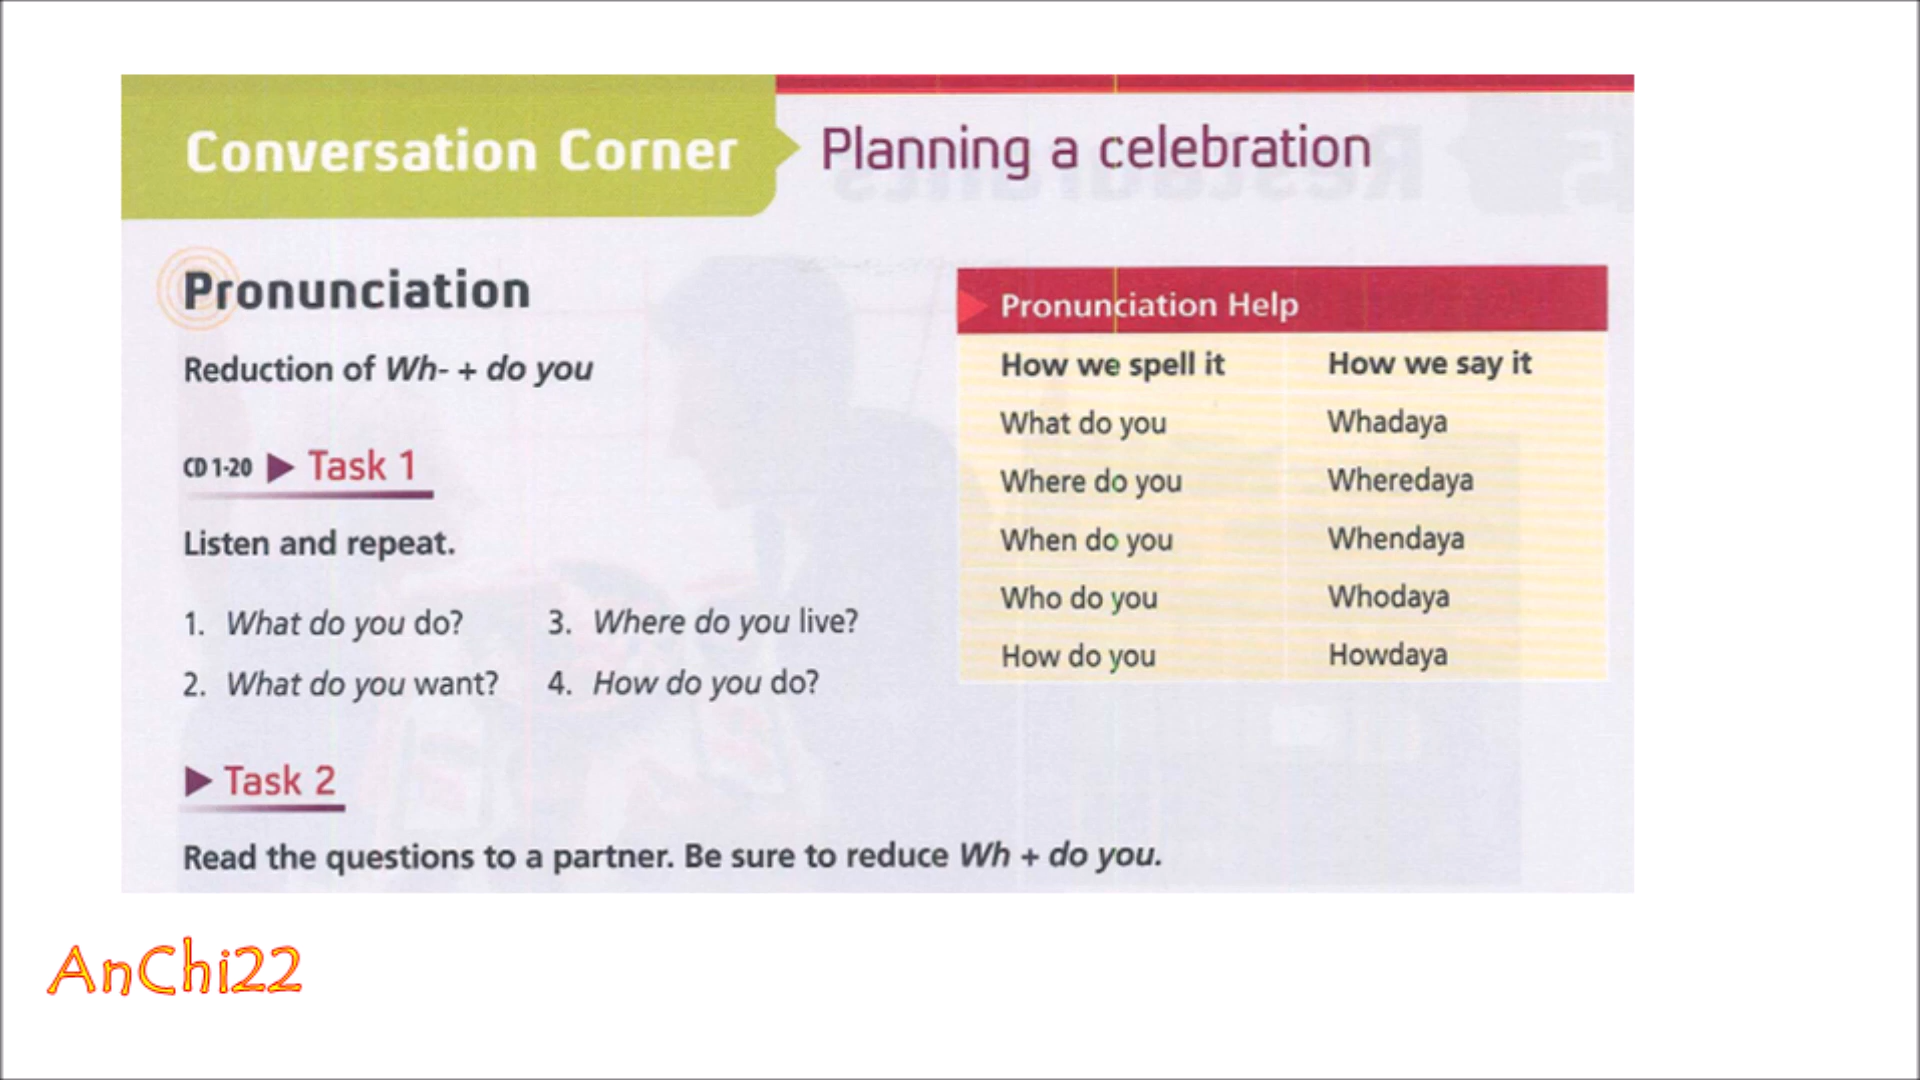 Conversation Corner Planning a celebration
Pronunciation
Reduction of Wh- + do you
CD 1-20 ▶ Task 1
Listen and repeat.
1. What do you do?
2. What do you want?
3. Where do you live?
4. How do you do?
Pronunciation Help
How we spell it How we say it
What do you Whadaya
Where do you Wheredaya
When do you Whendaya
Who do you Whodaya
How do you Howdaya
▶ Task 2
Read the questions to a partner. Be sure to reduce Wh + do you.
AnChi22